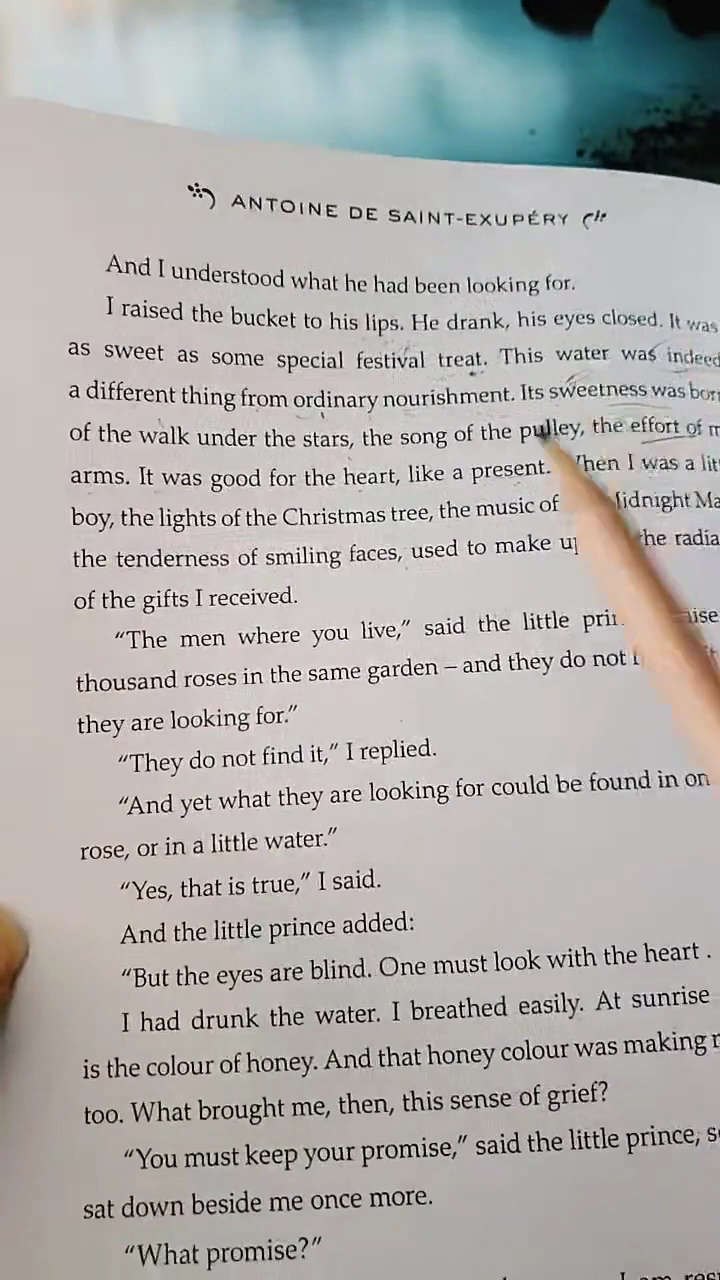 ANTOINE DE SAINT-EXUPÉRY
And I understood what he had been looking for.
I raised the bucket to his lips. He drank, his eyes closed. It was
as sweet as some special festival treat. This water was indeed
a different thing from ordinary nourishment. Its sweetness was
of the walk under the stars, the song of the pulley, the effort of
arms. It was good for the heart, like a present. When I was a
boy, the lights of the Christmas tree, the music of Midnight
the tenderness of smiling faces, used to make the
of the gifts I received.
“The men where you live,” said the little
thousand roses in the same garden – and they do not
they are looking for.”
“They do not find it,” I replied.
“And yet what they are looking for could be found in
rose, or in a little water.”
“Yes, that is true,” I said.
And the little prince added:
“But the eyes are blind. One must look with the heart .
I had drunk the water. I breathed easily. At sunrise
is the colour of honey. And that honey colour was making
too. What brought me, then, this sense of grief?
“You must keep your promise,” said the little prince,
sat down beside me once more.
“What promise?”